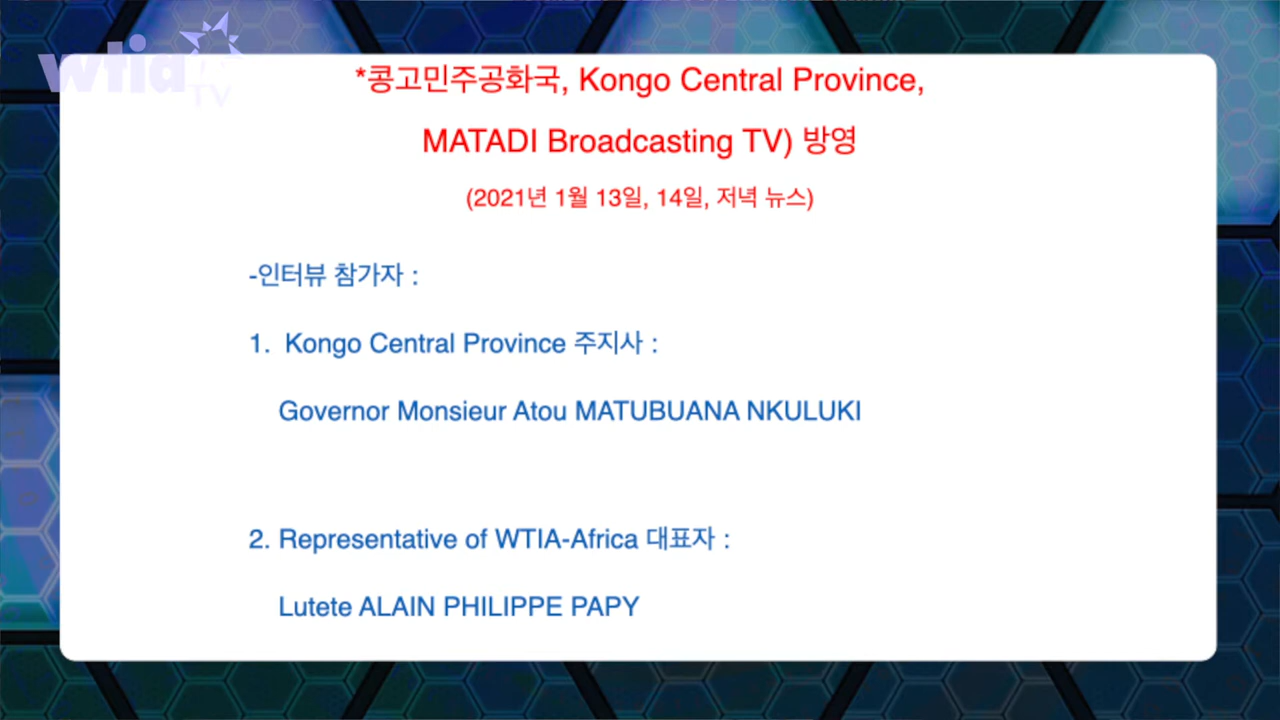 wtia
TV
*콩고민주공화국, Kongo Central Province,
MATADI Broadcasting TV) 방영
(2021년 1월 13일, 14일, 저녁 뉴스)
-인터뷰 참가자 :
1. Kongo Central Province 주지사 :
Governor Monsieur Atou MATUBUANA NKULUKI
2. Representative of WTIA-Africa 대표자 :
Lutete ALAIN PHILIPPE PAPY